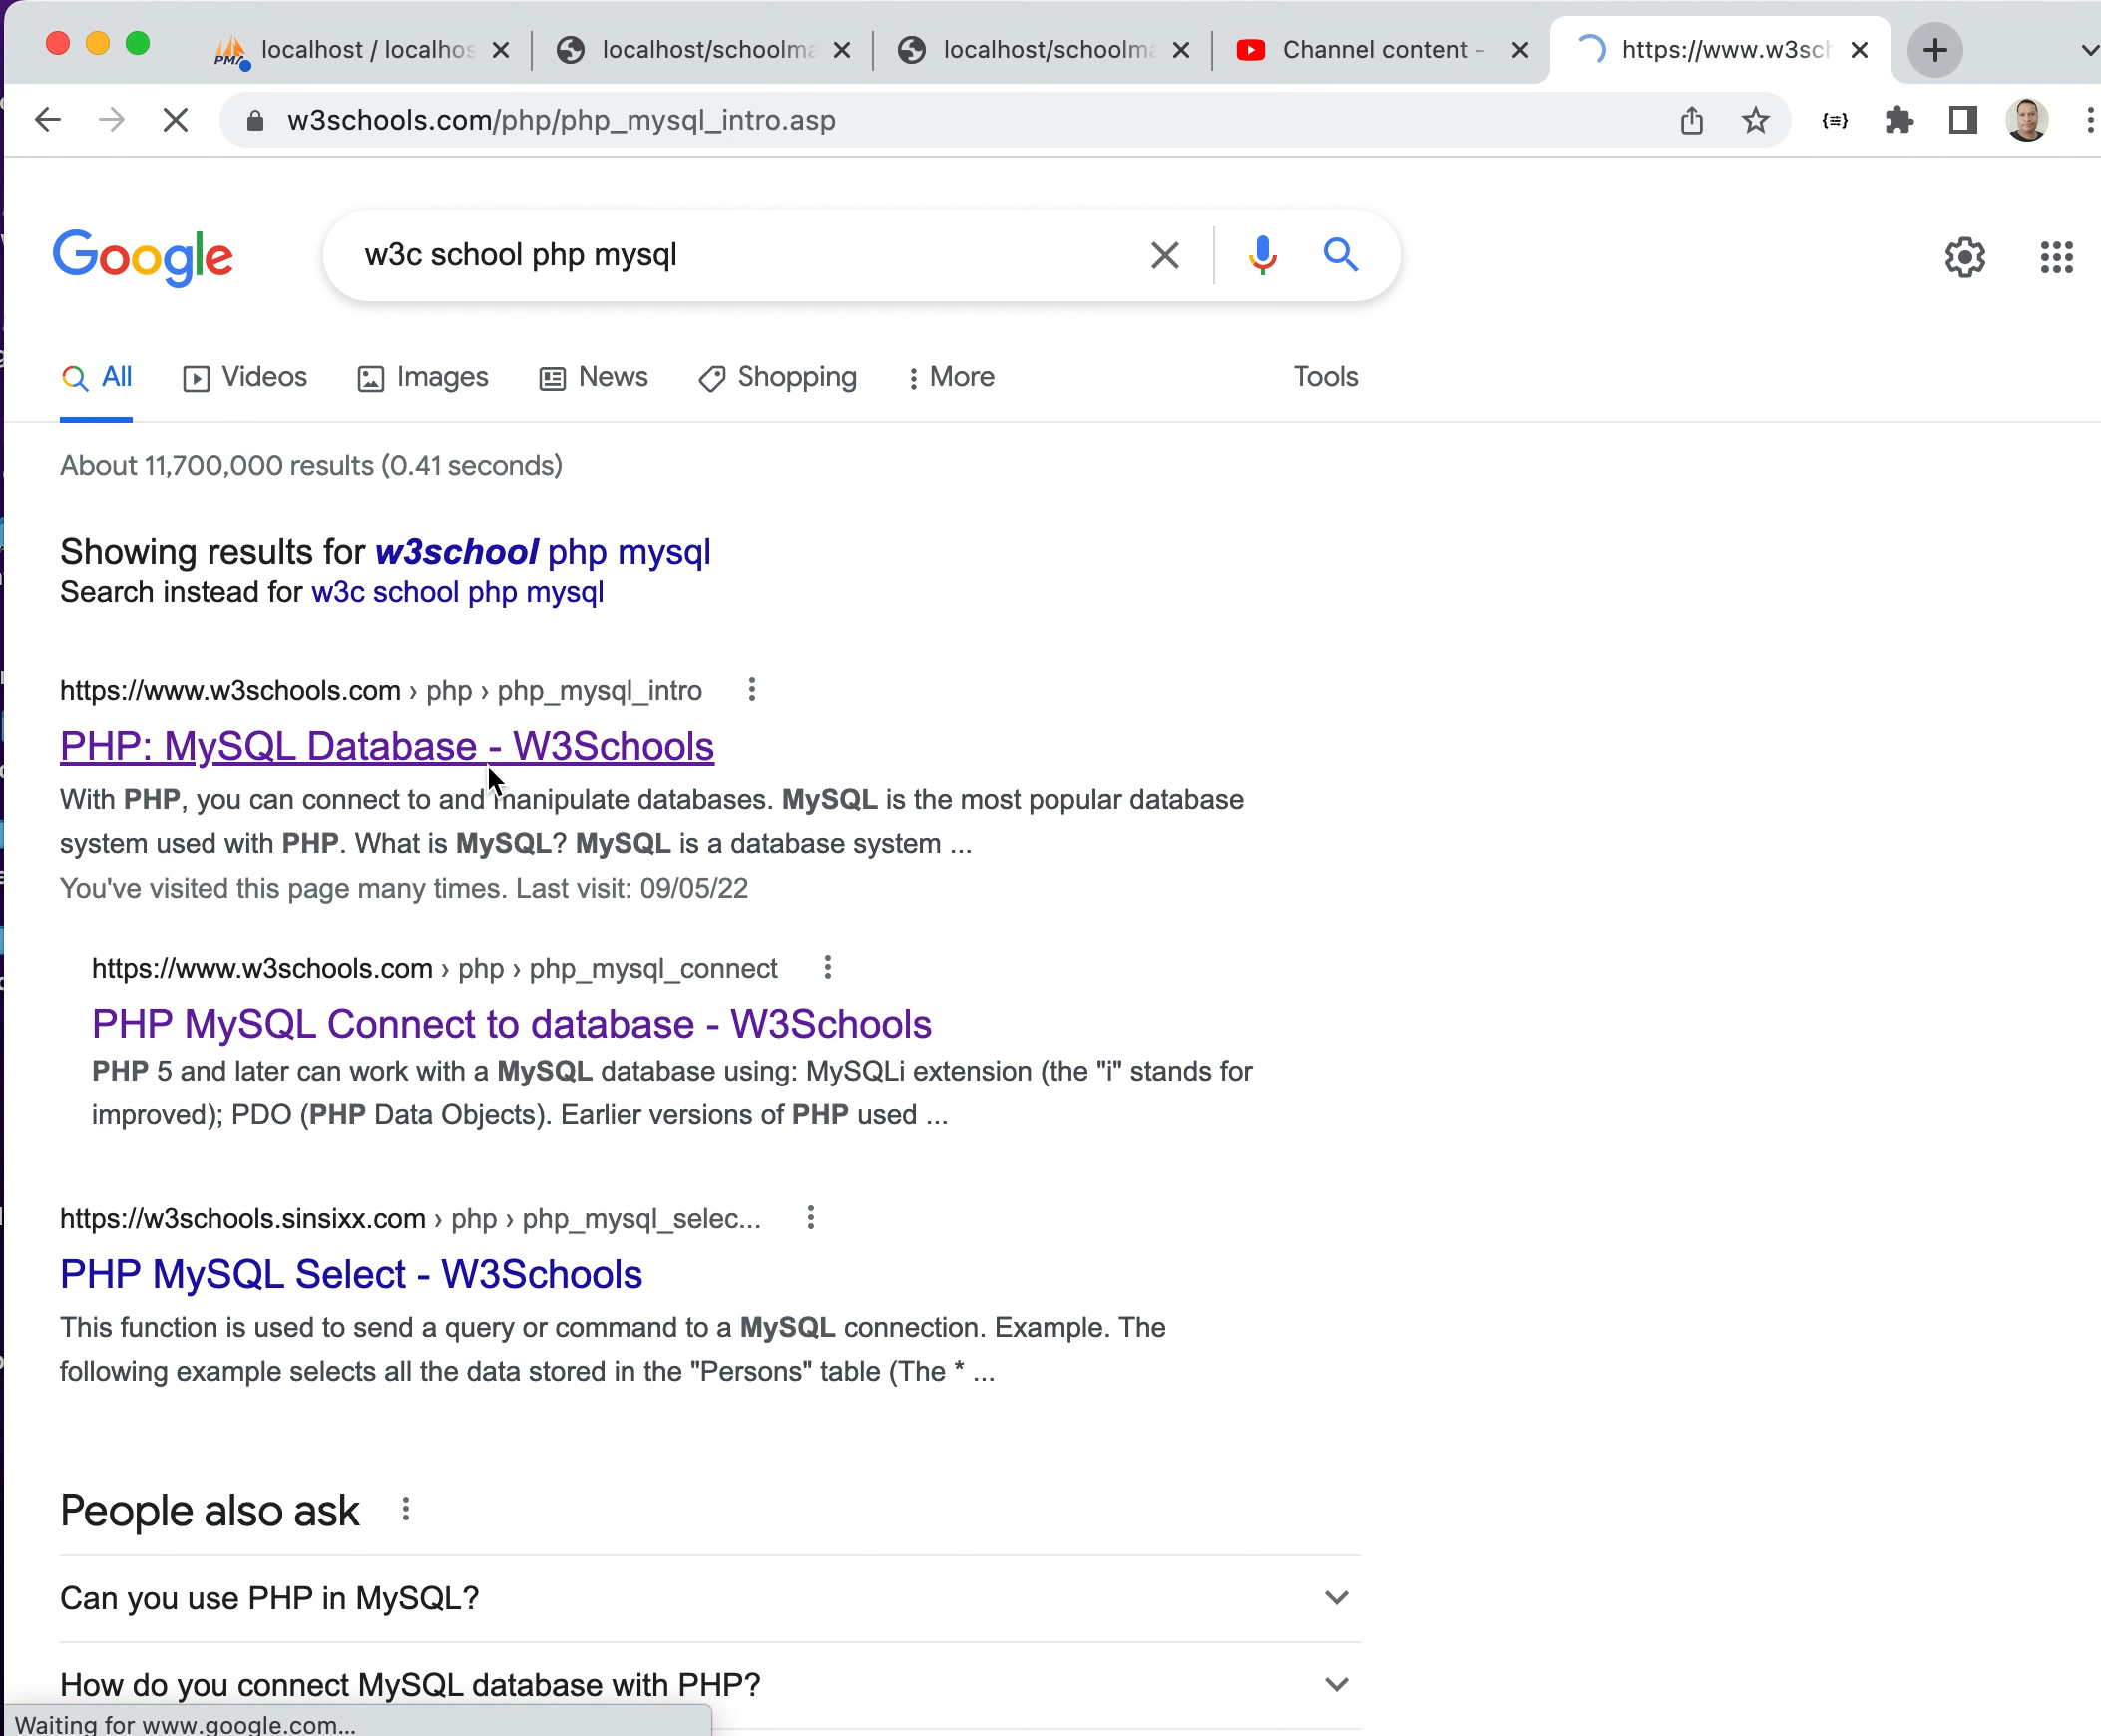 localhost / localhos
localhost/schoolma
localhost/schoolma
Channel content -
https://www.w3sch
w3schools.com/php/php_mysql_intro.asp
Google
w3c school php mysql
All
Videos
Images
News
Shopping
More
Tools
About 11,700,000 results (0.41 seconds)
Showing results for w3school php mysql
Search instead for w3c school php mysql
https://www.w3schools.com › php › php_mysql_intro
PHP: MySQL Database - W3Schools
With PHP, you can connect to and manipulate databases. MySQL is the most popular database
system used with PHP. What is MySQL? MySQL is a database system ...
You've visited this page many times. Last visit: 09/05/22
https://www.w3schools.com › php › php_mysql_connect
PHP MySQL Connect to database - W3Schools
PHP 5 and later can work with a MySQL database using: MySQLi extension (the "i" stands for
improved); PDO (PHP Data Objects). Earlier versions of PHP used ...
https://w3schools.sinsixx.com › php › php_mysql_selec...
PHP MySQL Select - W3Schools
This function is used to send a query or command to a MySQL connection. Example. The
following example selects all the data stored in the "Persons" table (The * ...
People also ask
Can you use PHP in MySQL?
How do you connect MySQL database with PHP?
Waiting for www.google.com...